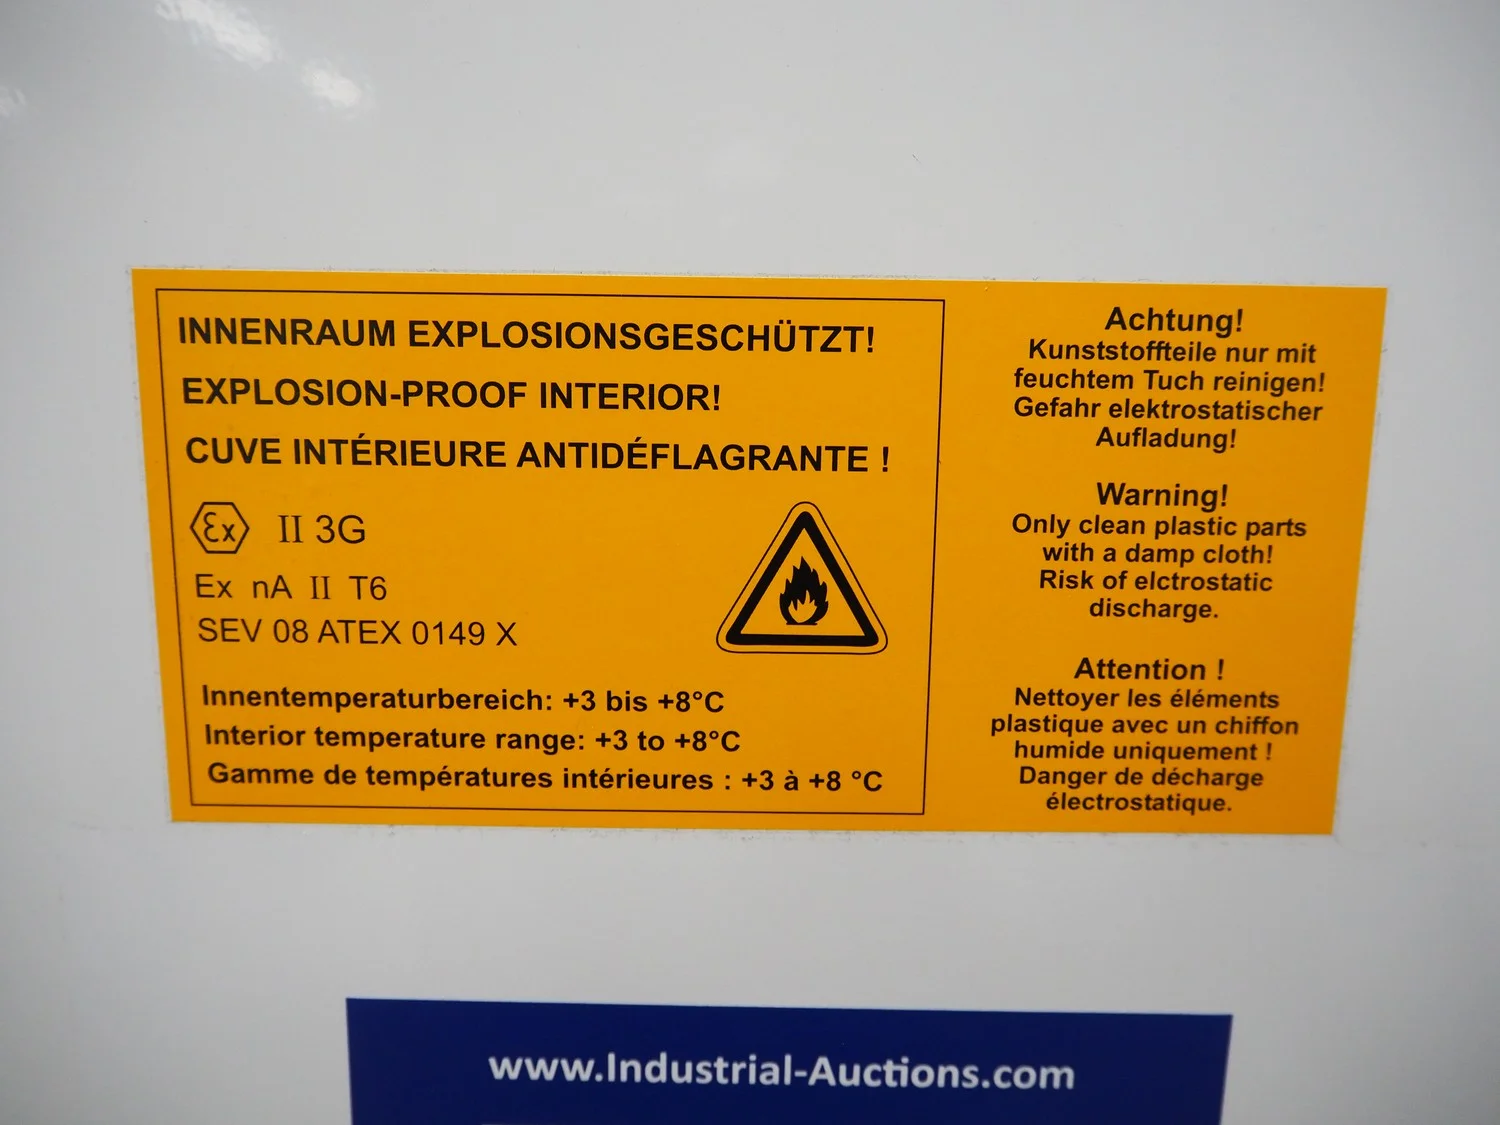 INNENRAUM EXPLOSIONSGESCHÜTZT!
EXPLOSION-PROOF INTERIOR!
CUVE INTÉRIEURE ANTIDÉFLAGRANTE !
Ex II 3G
Ex nA II T6
SEV 08 ATEX 0149 X
Innentemperaturbereich: +3 bis +8°C
Interior temperature range: +3 to +8°C
Gamme de températures intérieures : +3 à +8 °C
Achtung!
Kunststoffteile nur mit
feuchtem Tuch reinigen!
Gefahr elektrostatischer
Aufladung!
Warning!
Only clean plastic parts
with a damp cloth!
Risk of elctrostatic
discharge.
Attention !
Nettoyer les éléments
plastique avec un chiffon
humide uniquement !
Danger de décharge
électrostatique.
www.Industrial-Auctions.com